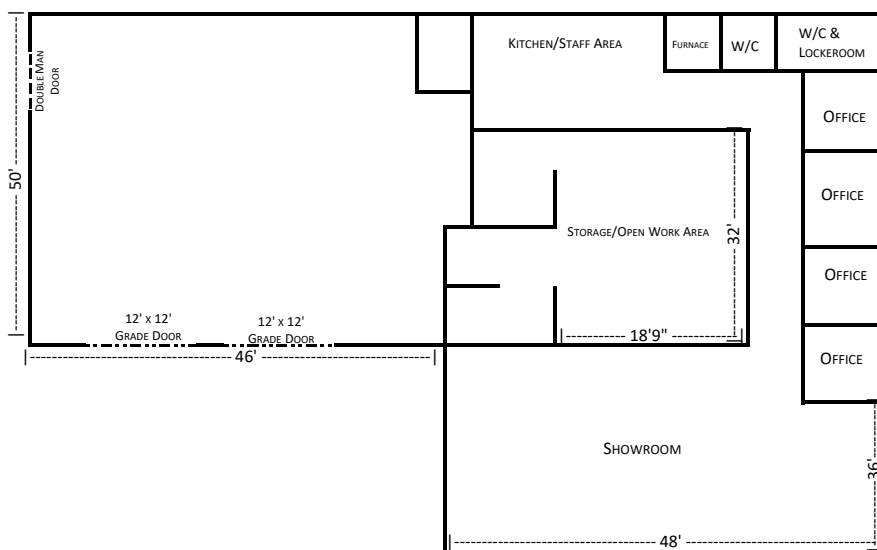 KITCHEN/STAFF AREA
FURNACE
W/C
W/C &
LOCKEROOM
DOUBLE MAN
DOOR
OFFICE
50'
OFFICE
STORAGE/OPEN WORK AREA
32'
OFFICE
12' x 12'
GRADE DOOR
12' x 12'
GRADE DOOR
18'9"
46'
OFFICE
SHOWROOM
36'
48'